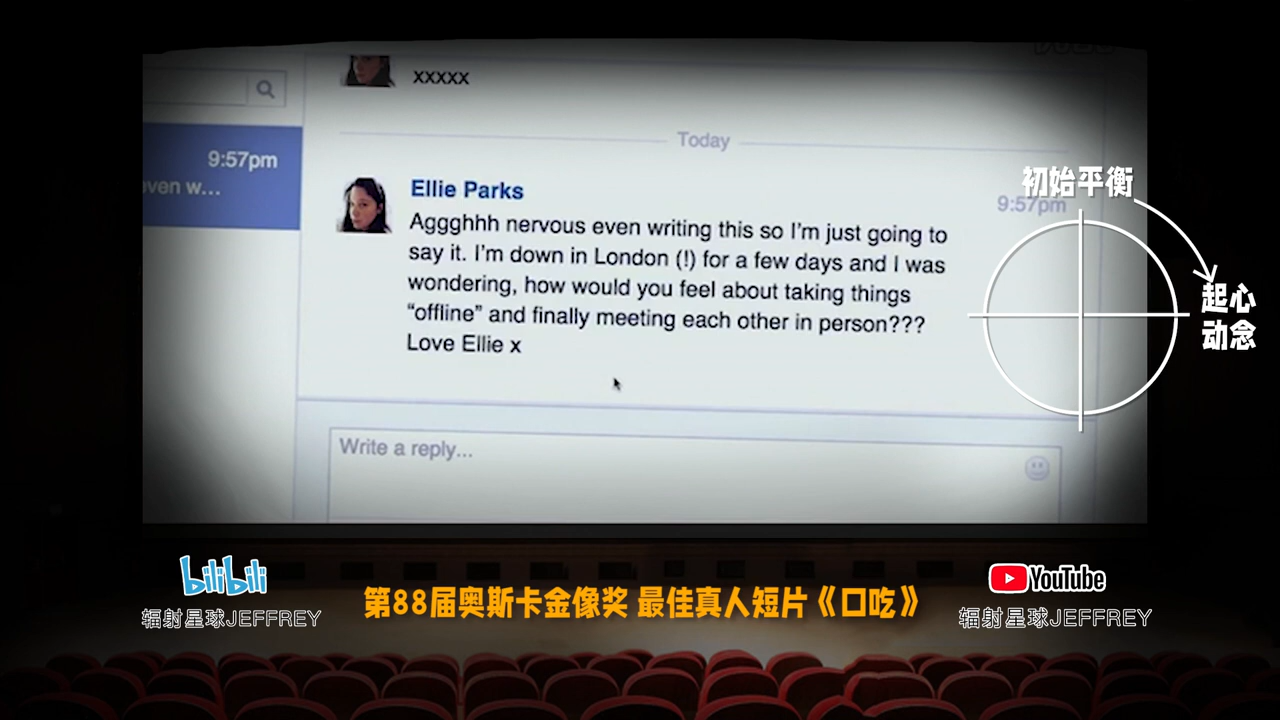 xxxxx
Today
9:57pm
Ellie Parks
9:57pm
Aggghhh nervous even writing this so I'm just going to
say it. I'm down in London (!) for a few days and I was
wondering, how would you feel about taking things
“offline” and finally meeting each other in person???
Love Ellie x
Write a reply...
初始平衡
起心
动念
bilibili
辐射星球JEFFREY
第88届奥斯卡金像奖 最佳真人短片《口吃》
YouTube
辐射星球JEFFREY